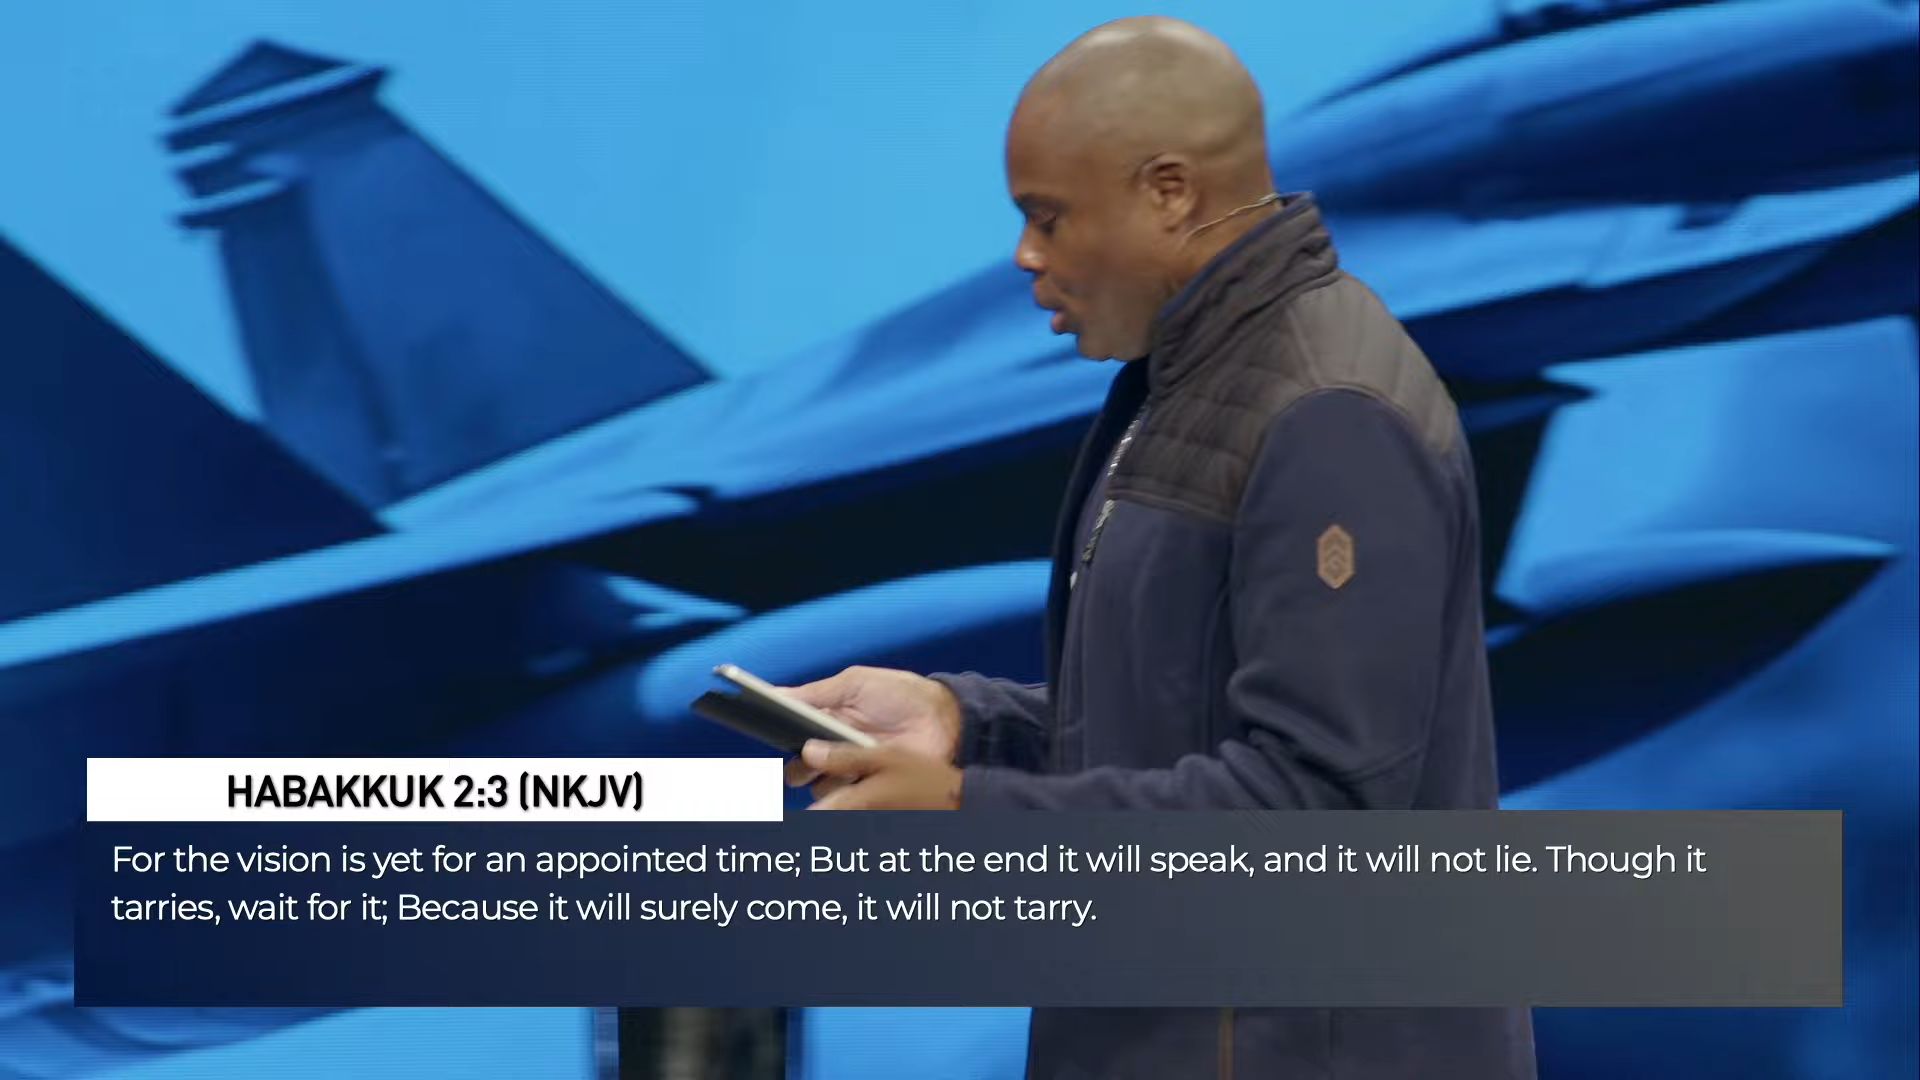 HABAKKUK 2:3 (NKJV)
For the vision is yet for an appointed time; But at the end it will speak, and it will not lie. Though it
tarries, wait for it; Because it will surely come, it will not tarry.